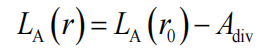 L_A(r) = L_A(r_0) − A_div